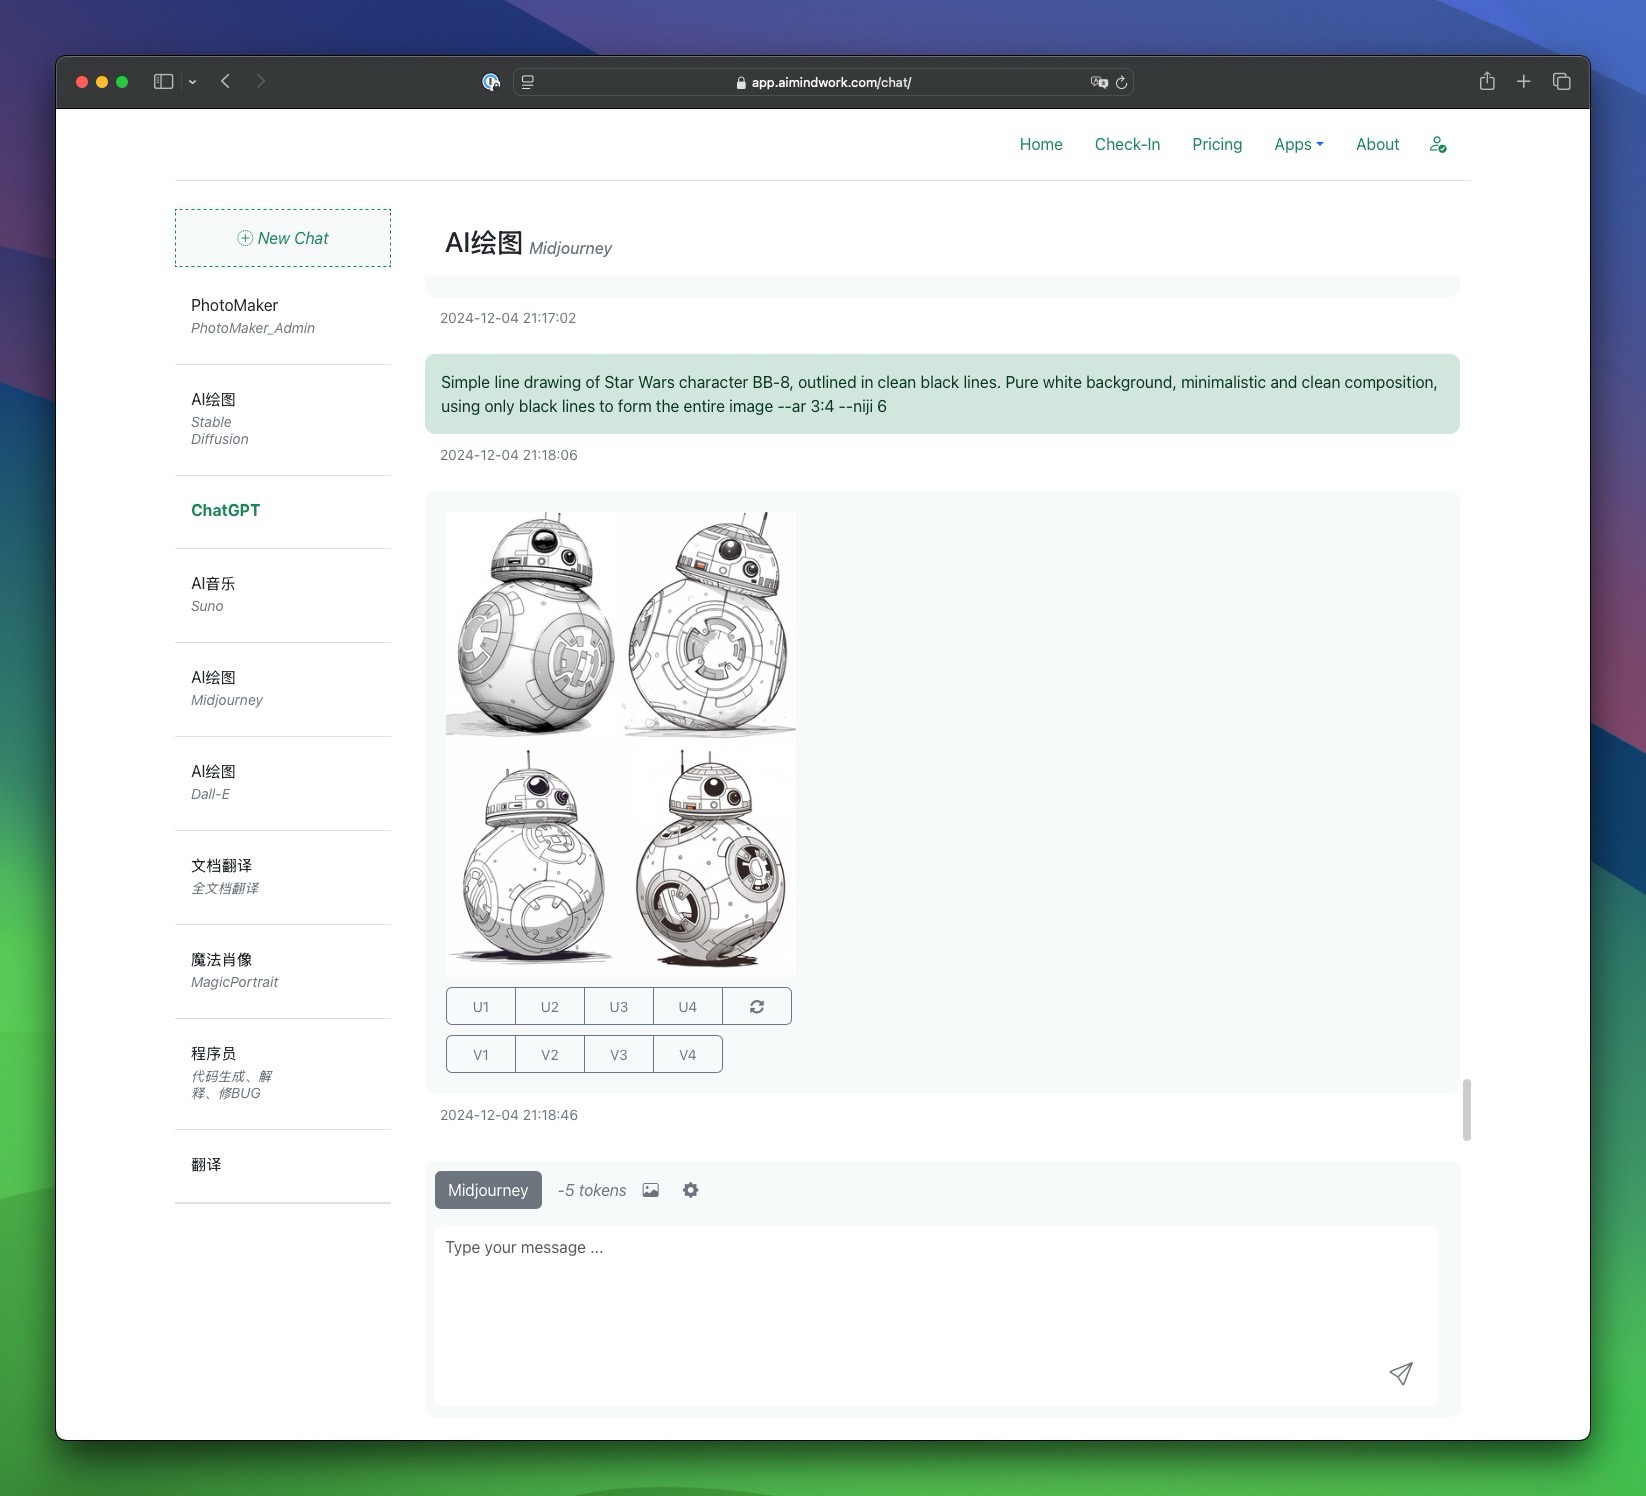 app.aimindwork.com/chat/
Home Check-In Pricing Apps About
New Chat
PhotoMaker
PhotoMaker_Admin
AI绘图
Stable
Diffusion
ChatGPT
AI音乐
Suno
AI绘图
Midjourney
AI绘图
Dall-E
文档翻译
全文档翻译
魔法肖像
MagicPortrait
程序员
代码生成、解
释、修BUG
翻译
AI绘图 Midjourney
2024-12-04 21:17:02
Simple line drawing of Star Wars character BB-8, outlined in clean black lines. Pure white background, minimalistic and clean composition,
using only black lines to form the entire image --ar 3:4 --niji 6
2024-12-04 21:18:06
U1 U2 U3 U4
V1 V2 V3 V4
2024-12-04 21:18:46
Midjourney -5 tokens
Type your message ...